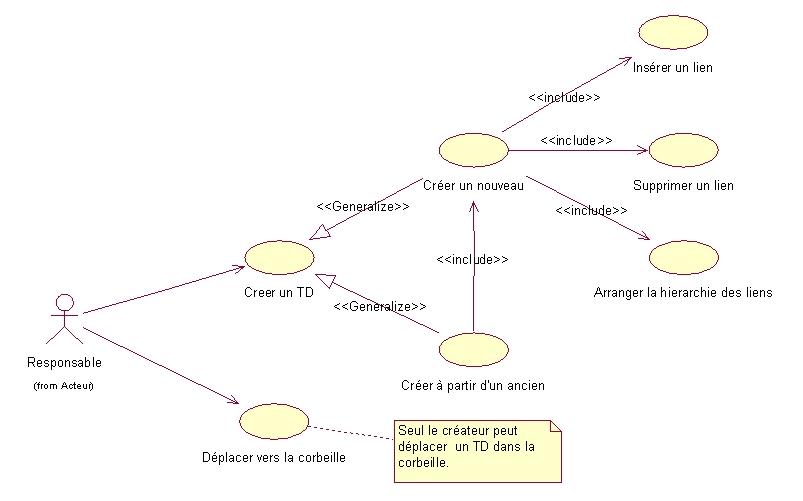 Insérer un lien
<<include>>
<<include>>
Créer un nouveau
Supprimer un lien
<<Generalize>>
<<include>>
<<include>>
Creer un TD
Arranger la hierarchie des liens
<<Generalize>>
Responsable
(from Acteur)
Créer à partir d'un ancien
Déplacer vers la corbeille
Seul le créateur peut
déplacer un TD dans la
corbeille.